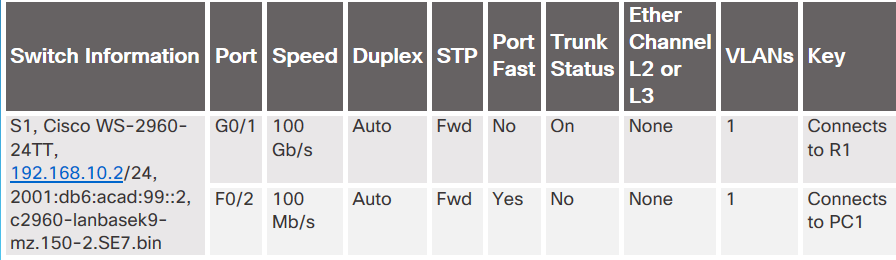 Switch Information Port Speed Duplex STP Port Fast Trunk Status Ether Channel L2 or L3 VLANs Key
S1, Cisco WS-2960-
24TT,
192.168.10.2/24,
2001:db6:acad:99::2,
c2960-lanbasek9-
mz.150-2.SE7.bin
G0/1 100 Gb/s Auto Fwd No On None 1 Connects to R1
F0/2 100 Mb/s Auto Fwd Yes No None 1 Connects to PC1